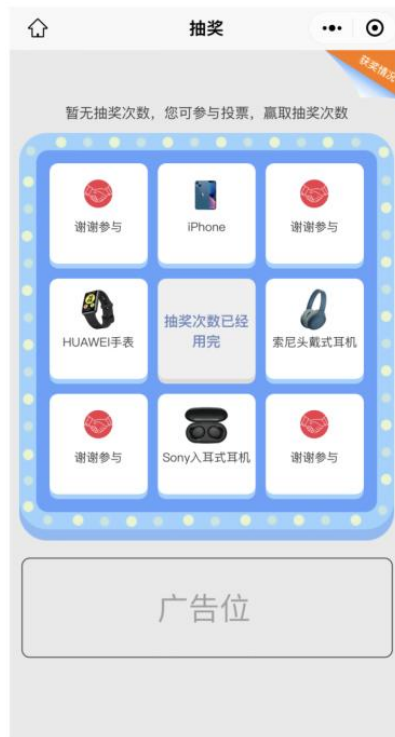 抽奖
获奖情况
暂无抽奖次数，您可参与投票，赢取抽奖次数
谢谢参与
iPhone
谢谢参与
HUAWEI手表
抽奖次数已经
用完
索尼头戴式耳机
谢谢参与
Sony入耳式耳机
谢谢参与
广告位